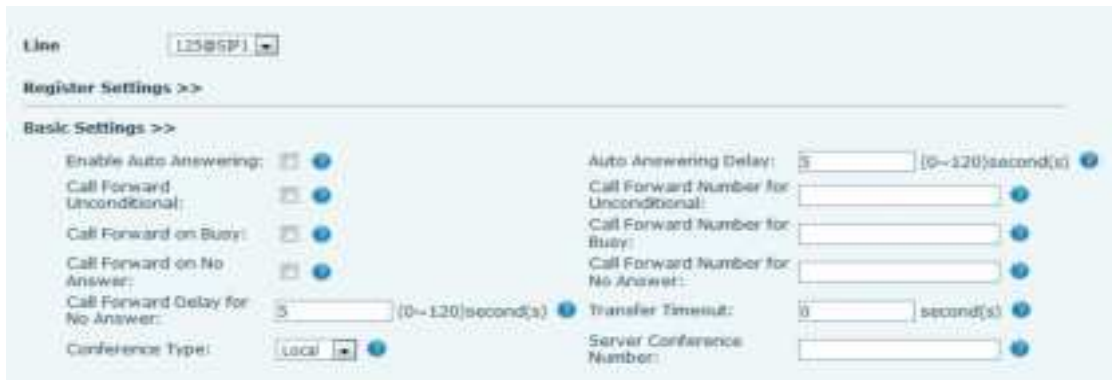 Line 125@SIP1
Register Settings >>
Basic Settings >>
Enable Auto Answering: Auto Answering Delay: 5 (0~120)second(s)
Call Forward Unconditional: Call Forward Number for Unconditional:
Call Forward on Busy: Call Forward Number for Busy:
Call Forward on No Answer: Call Forward Number for No Answer:
Call Forward Delay for No Answer: 5 (0~120)second(s) Transfer Timeout: 0 second(s)
Conference Type: Local Server Conference Number: